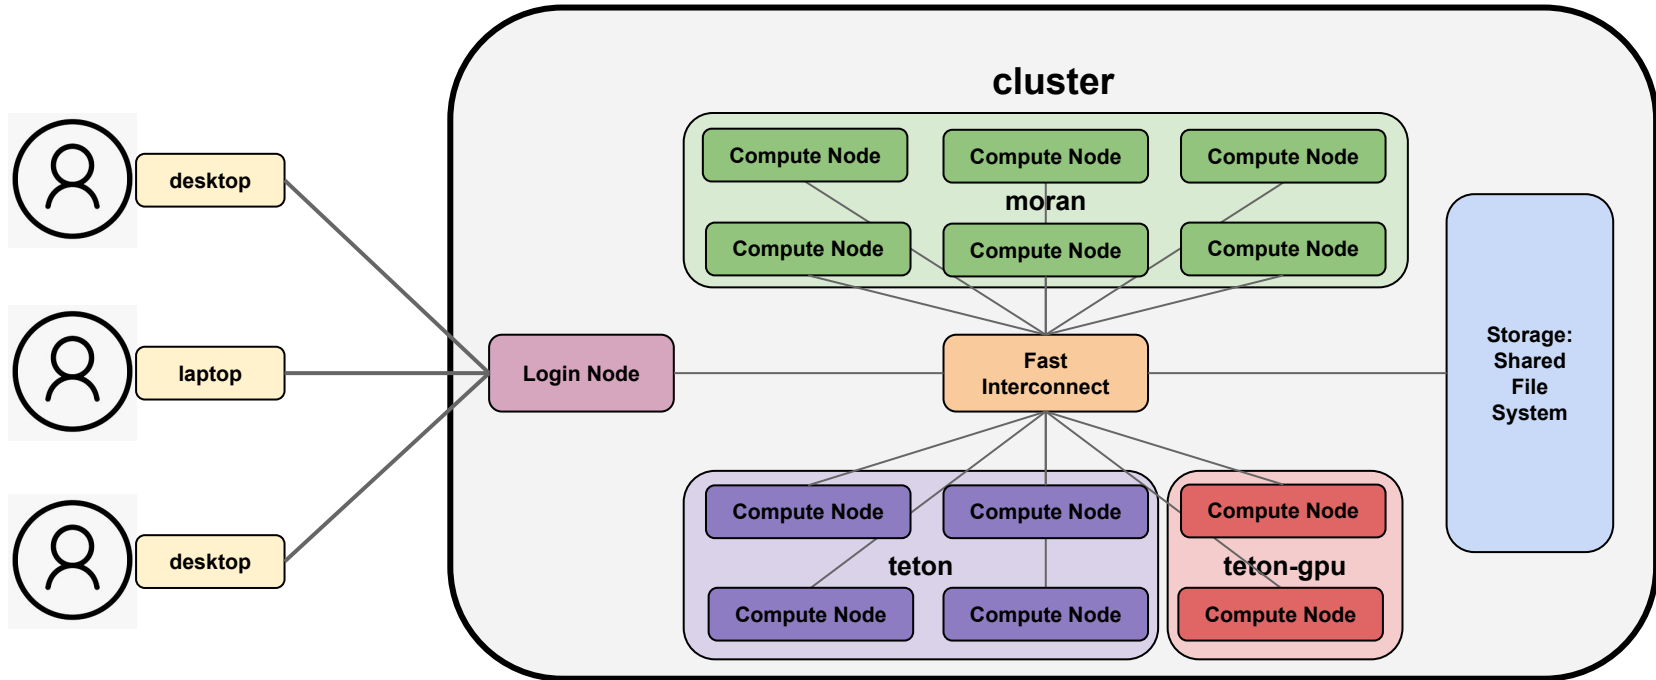 cluster
desktop
Compute Node
Compute Node
Compute Node
moran
Compute Node
Compute Node
Compute Node
laptop
Login Node
Fast
Interconnect
Storage:
Shared
File
System
desktop
Compute Node
Compute Node
teton
Compute Node
Compute Node
Compute Node
teton-gpu
Compute Node